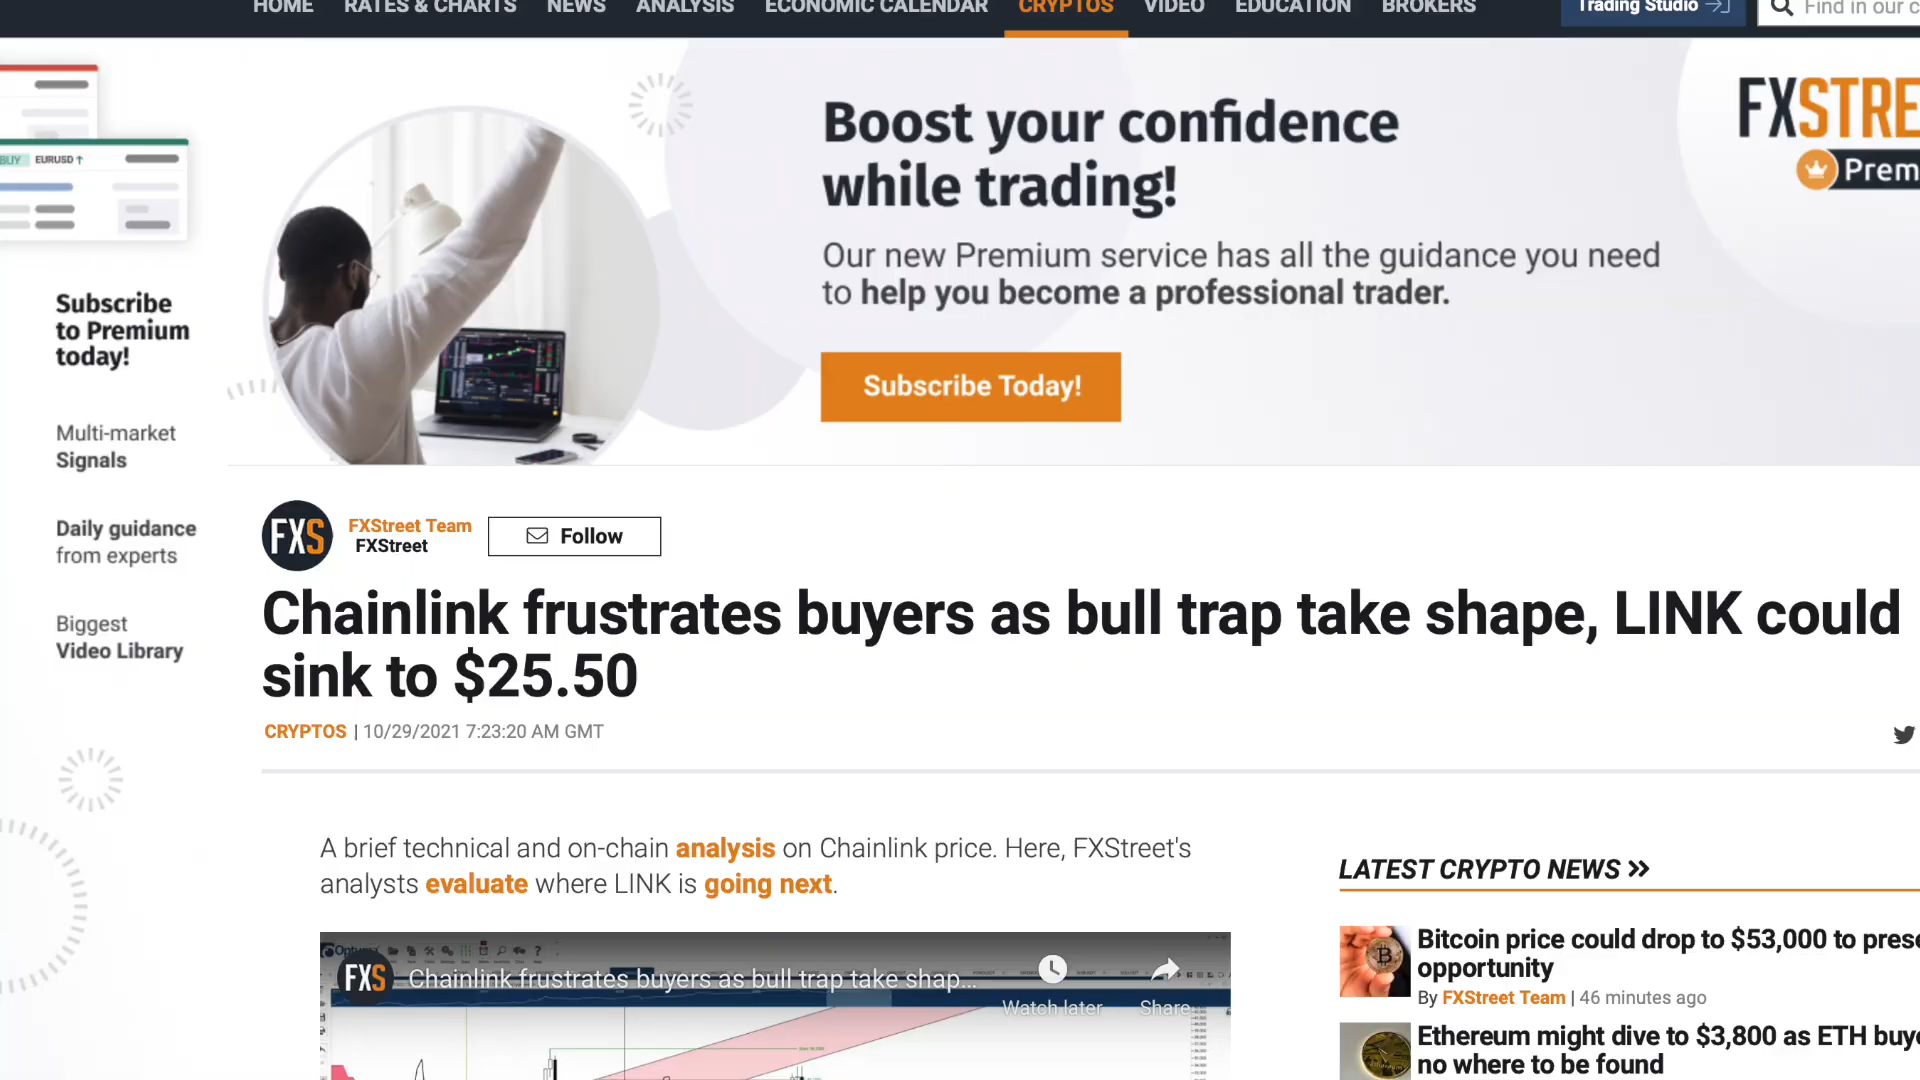 HOME RATES & CHARTS NEWS ANALYSIS ECONOMIC CALENDAR CRYPTOS VIDEO EDUCATION BROKERS Trading Studio Find in our
BUY EURUSD
Subscribe
to Premium
today!
Multi-market
Signals
Daily guidance
from experts
Biggest
Video Library
Boost your confidence
while trading!
Our new Premium service has all the guidance you need
to help you become a professional trader.
Subscribe Today!
FXSTRE
Prem
FXS
FXStreet Team
FXStreet
Follow
Chainlink frustrates buyers as bull trap take shape, LINK could
sink to $25.50
CRYPTOS | 10/29/2021 7:23:20 AM GMT
A brief technical and on-chain analysis on Chainlink price. Here, FXStreet's
analysts evaluate where LINK is going next.
FXS Chainlink frustrates buyers as bull trap take shap...
Watch later Share
LATEST CRYPTO NEWS »
Bitcoin price could drop to $53,000 to prese
opportunity
By FXStreet Team | 46 minutes ago
Ethereum might dive to $3,800 as ETH buye
no where to be found